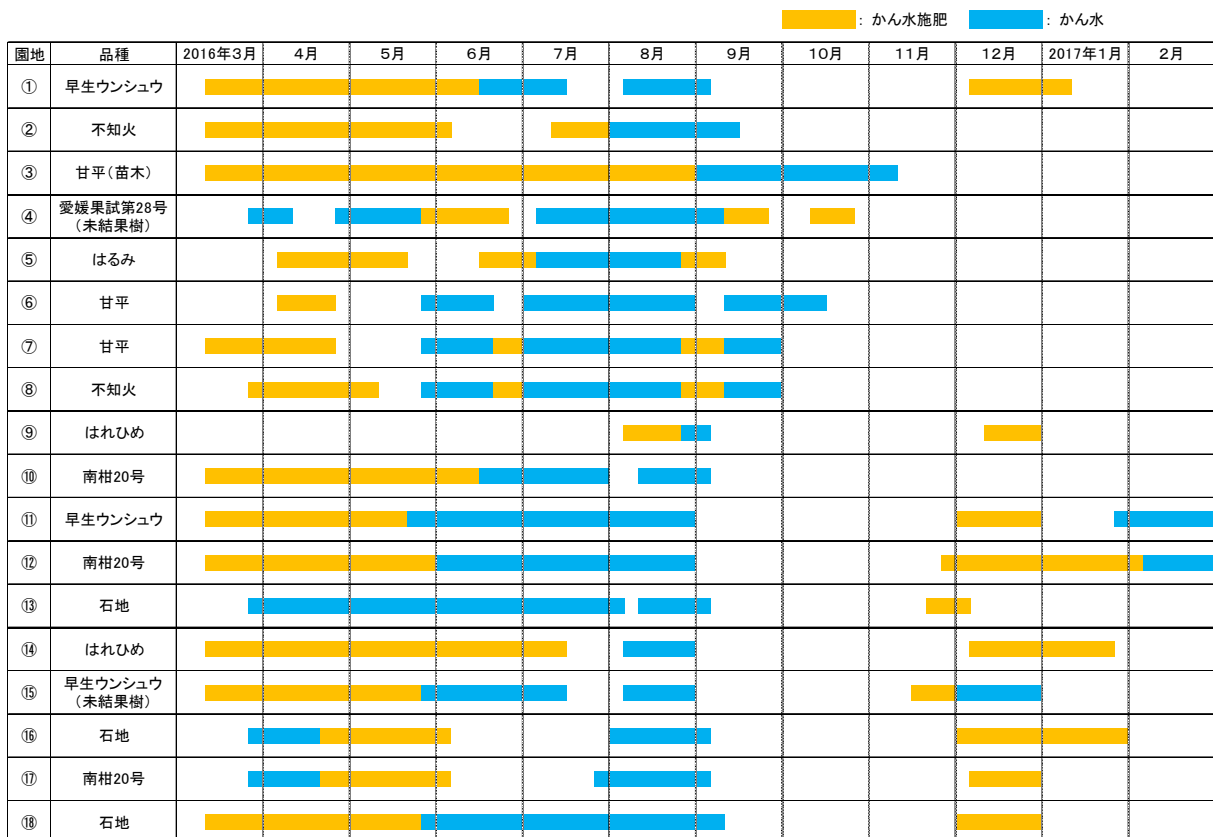 ：かん水施肥 ：かん水
園地 品種 2016年3月 4月 5月 6月 7月 8月 9月 10月 11月 12月 2017年1月 2月
① 早生ウンシュウ
② 不知火
③ 甘平（苗木）
④ 愛媛果試第28号
（未結果樹）
⑤ はるみ
⑥ 甘平
⑦ 甘平
⑧ 不知火
⑨ はれひめ
⑩ 南柑20号
⑪ 早生ウンシュウ
⑫ 南柑20号
⑬ 石地
⑭ はれひめ
⑮ 早生ウンシュウ
（未結果樹）
⑯ 石地
⑰ 南柑20号
⑱ 石地